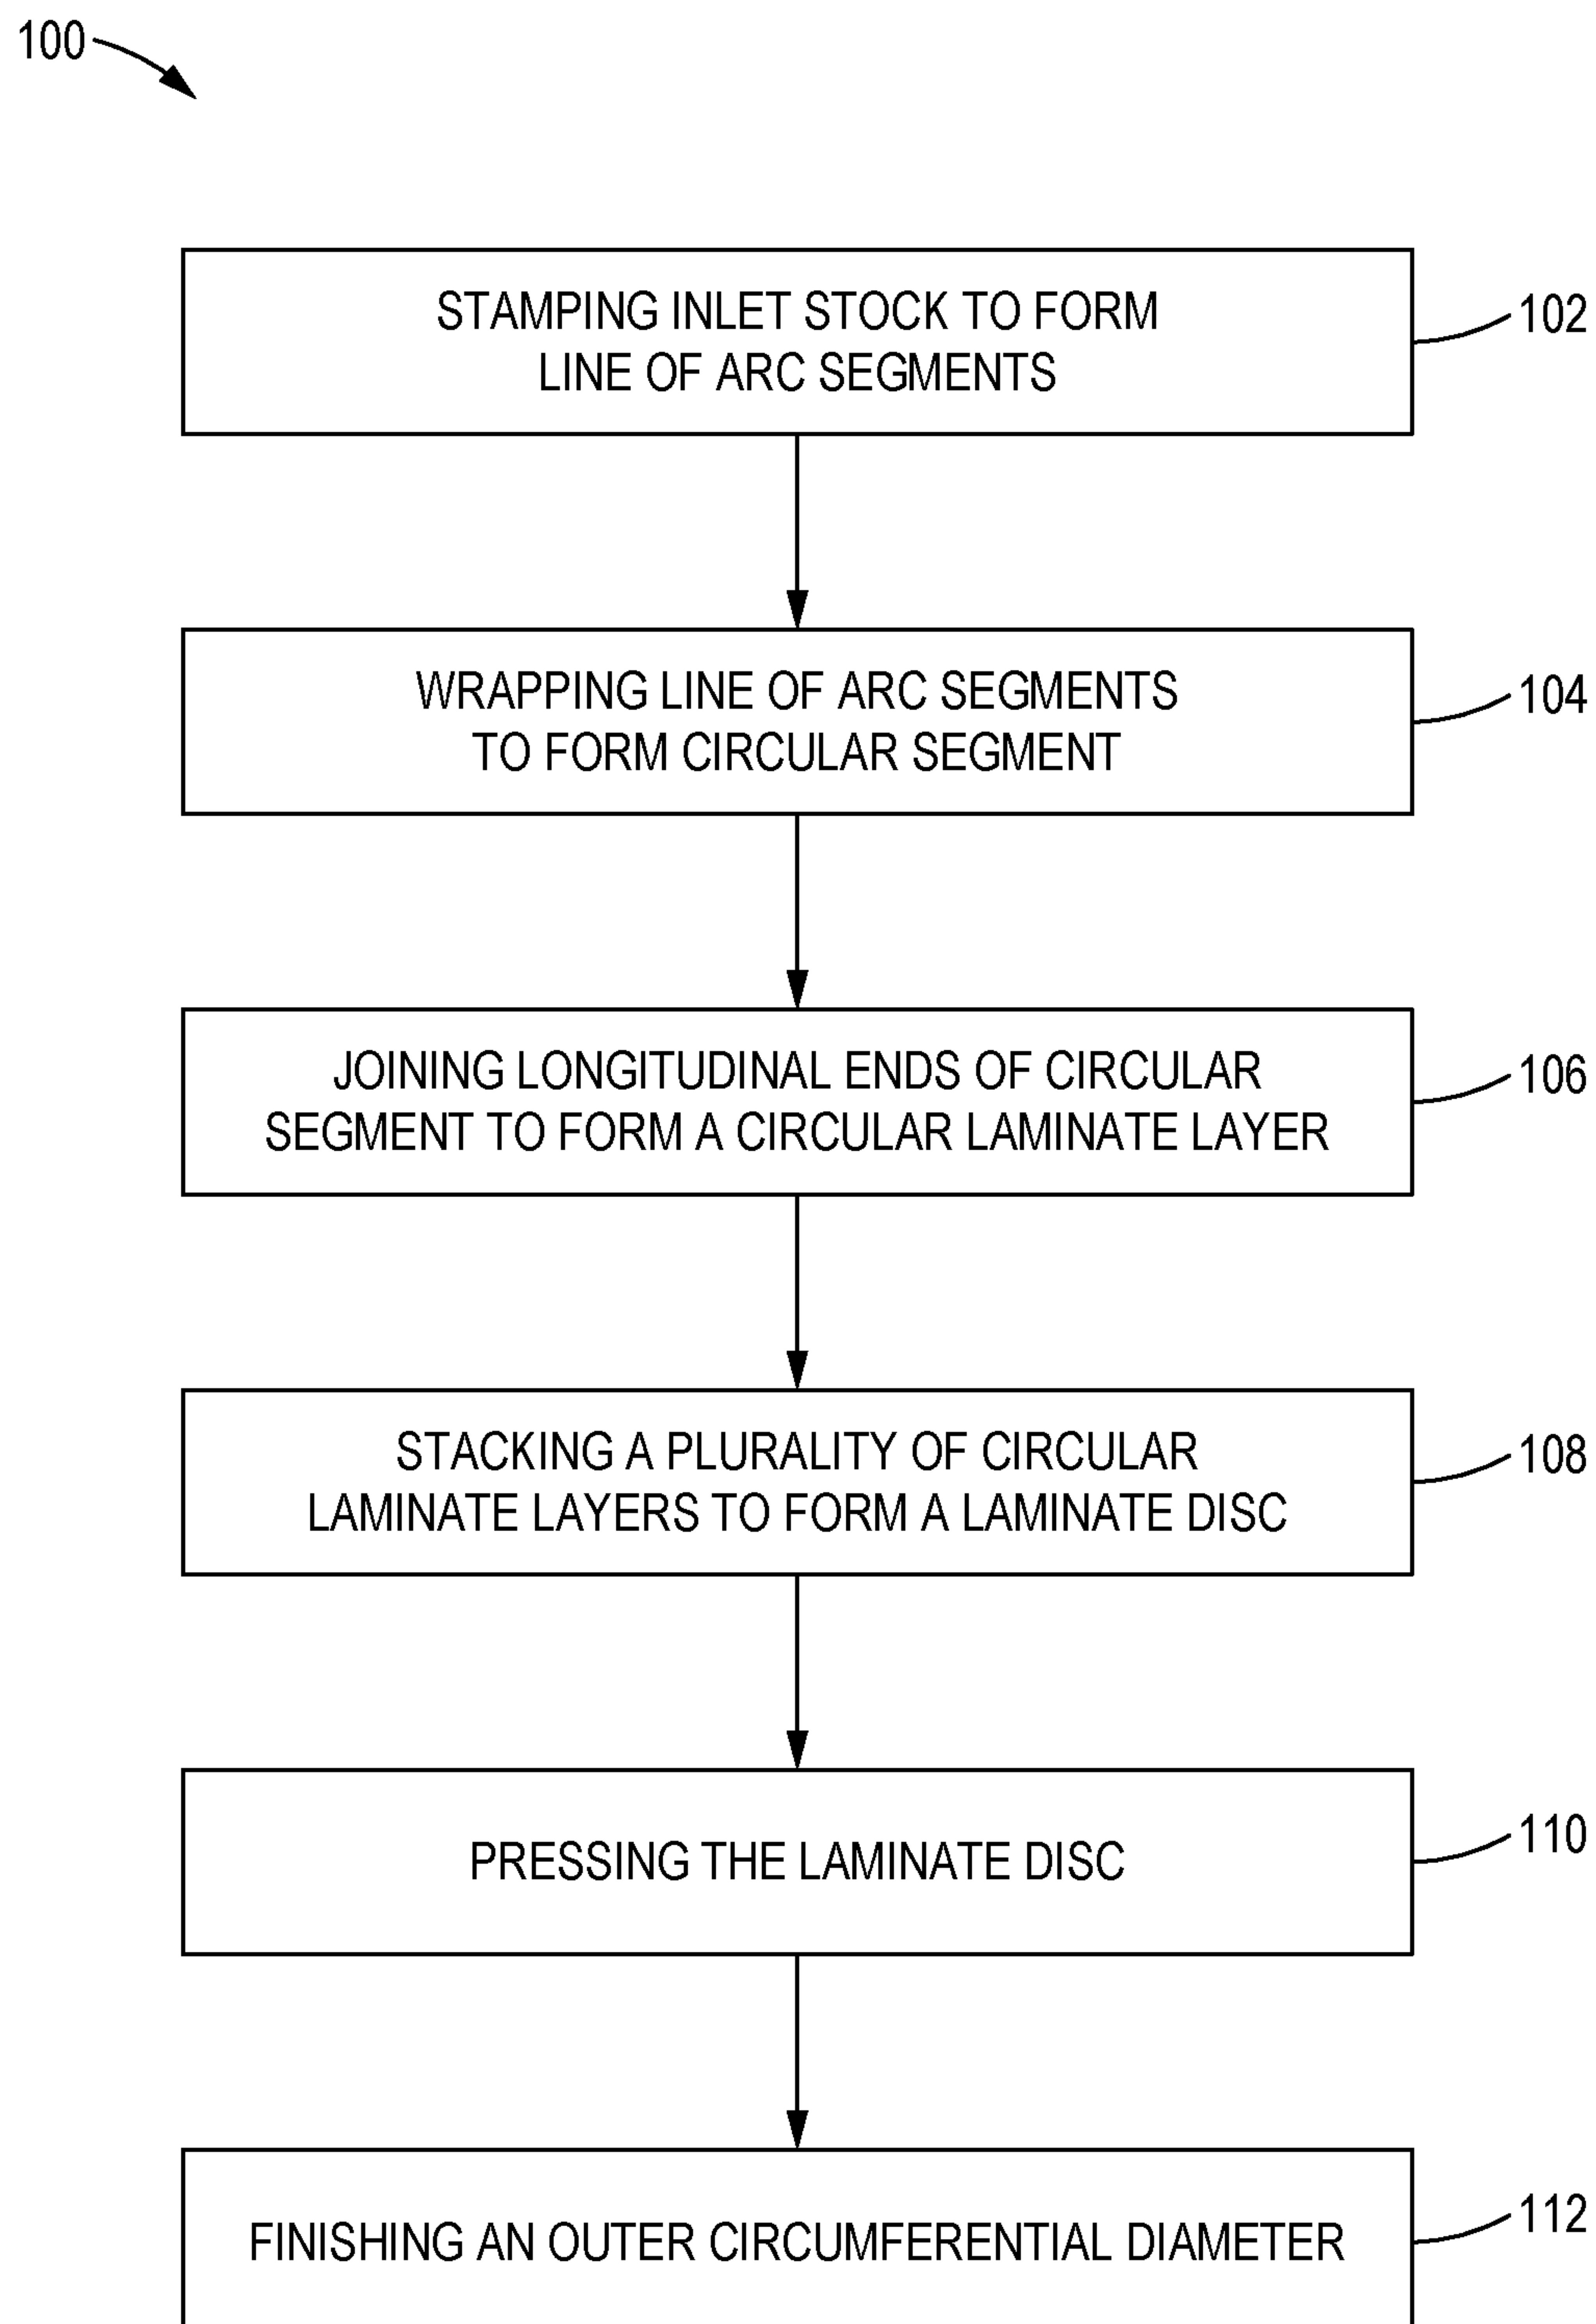 100
STAMPING INLET STOCK TO FORM
LINE OF ARC SEGMENTS
102
WRAPPING LINE OF ARC SEGMENTS
TO FORM CIRCULAR SEGMENT
104
JOINING LONGITUDINAL ENDS OF CIRCULAR
SEGMENT TO FORM A CIRCULAR LAMINATE LAYER
106
STACKING A PLURALITY OF CIRCULAR
LAMINATE LAYERS TO FORM A LAMINATE DISC
108
PRESSING THE LAMINATE DISC
110
FINISHING AN OUTER CIRCUMFERENTIAL DIAMETER
112